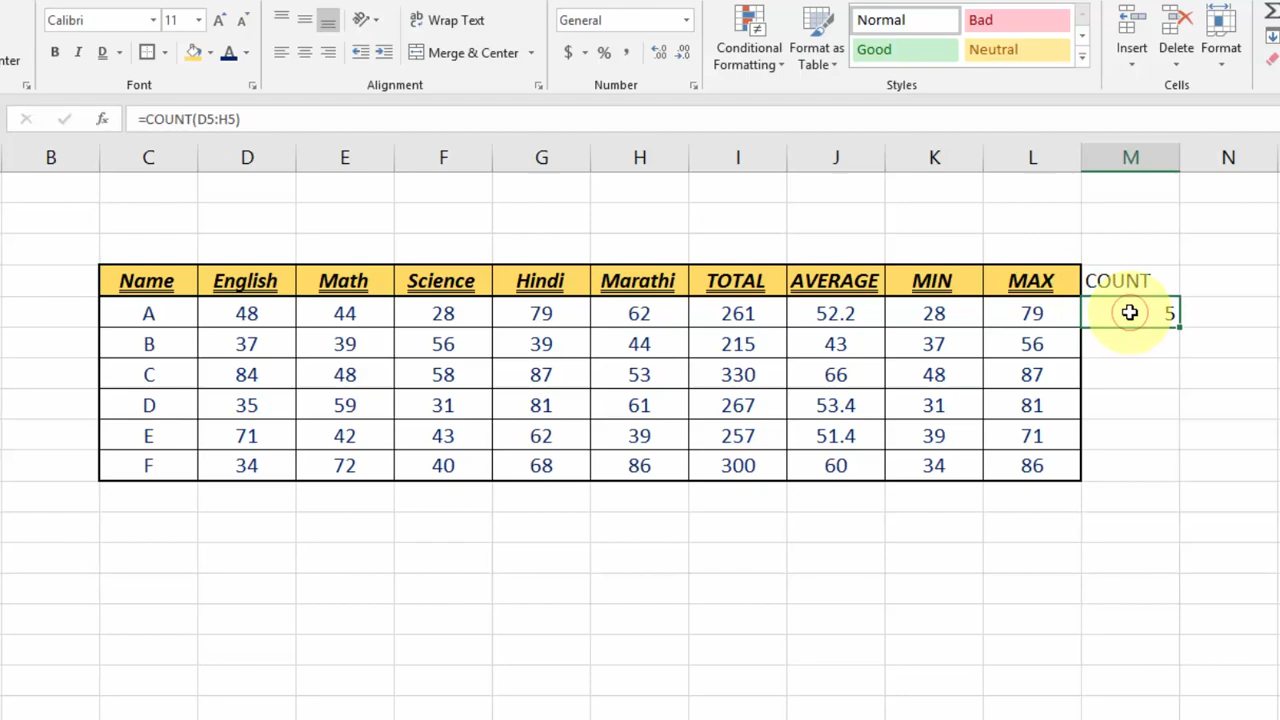 Calibri 11 A A Wrap Text General Normal Bad
nter B I D A Merge & Center $ % , Conditional Formatting Format as Table Good Neutral Insert Delete Format
Font Alignment Number Styles Cells
fx =COUNT(D5:H5)
B C D E F G H I J K L M N
Name English Math Science Hindi Marathi TOTAL AVERAGE MIN MAX COUNT
A 48 44 28 79 62 261 52.2 28 79 5
B 37 39 56 39 44 215 43 37 56
C 84 48 58 87 53 330 66 48 87
D 35 59 31 81 61 267 53.4 31 81
E 71 42 43 62 39 257 51.4 39 71
F 34 72 40 68 86 300 60 34 86